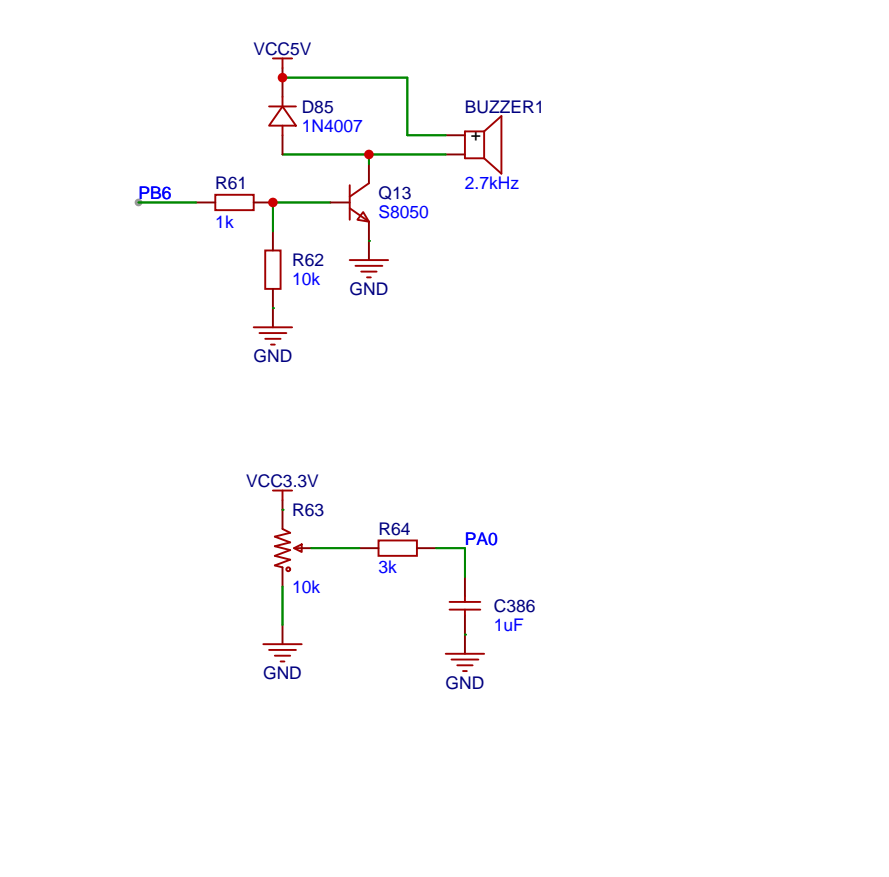 VCC5V
D85
1N4007
BUZZER1
+
2.7kHz
PB6
R61
1k
Q13
S8050
R62
10k
GND
GND
VCC3.3V
R63
10k
R64
3k
PA0
C386
1uF
GND
GND